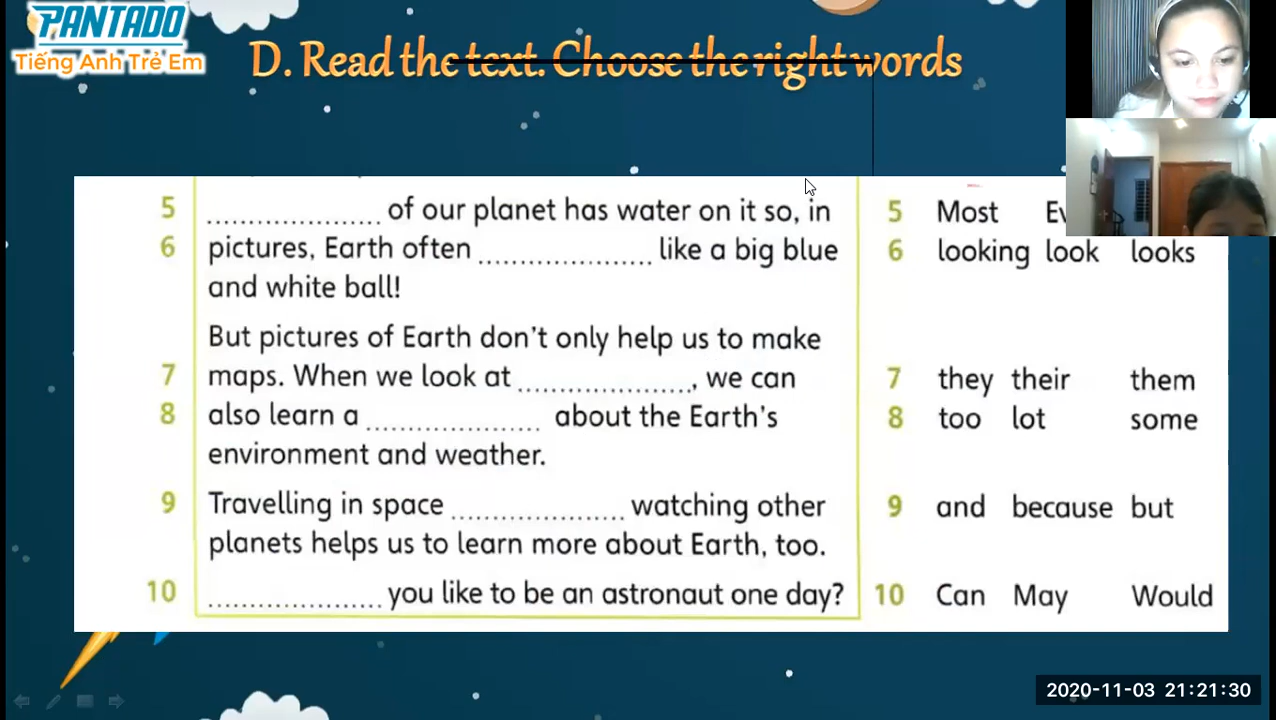 PANTADO
Tiếng Anh Trẻ Em
D. Read the text. Choose the right words
5 .................... of our planet has water on it so, in
6 pictures, Earth often .................... like a big blue
and white ball!
But pictures of Earth don't only help us to make
7 maps. When we look at ...................., we can
8 also learn a .................... about the Earth's
environment and weather.
9 Travelling in space .................... watching other
planets helps us to learn more about Earth, too.
10 .................... you like to be an astronaut one day?
5 Most
6 looking look looks
7 they their them
8 too lot some
9 and because but
10 Can May Would
2020-11-03 21:21:30